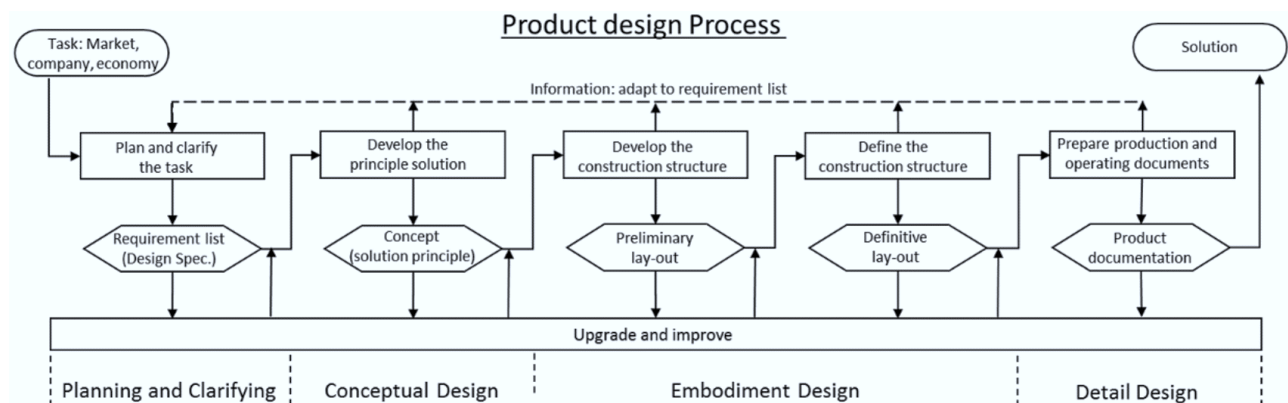 Product design Process
Task: Market,
company, economy
Solution
Information: adapt to requirement list
Plan and clarify
the task
Develop the
principle solution
Develop the
construction structure
Define the
construction structure
Prepare production and
operating documents
Requirement list
(Design Spec.)
Concept
(solution principle)
Preliminary
lay-out
Definitive
lay-out
Product
documentation
Upgrade and improve
Planning and Clarifying
Conceptual Design
Embodiment Design
Detail Design